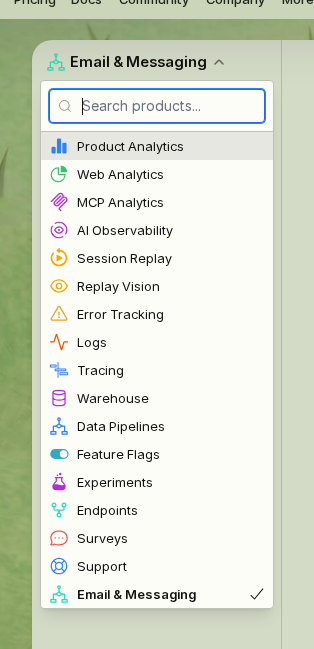 Pricing Docs Community Company More
Email & Messaging
Search products...
Product Analytics
Web Analytics
MCP Analytics
AI Observability
Session Replay
Replay Vision
Error Tracking
Logs
Tracing
Warehouse
Data Pipelines
Feature Flags
Experiments
Endpoints
Surveys
Support
Email & Messaging